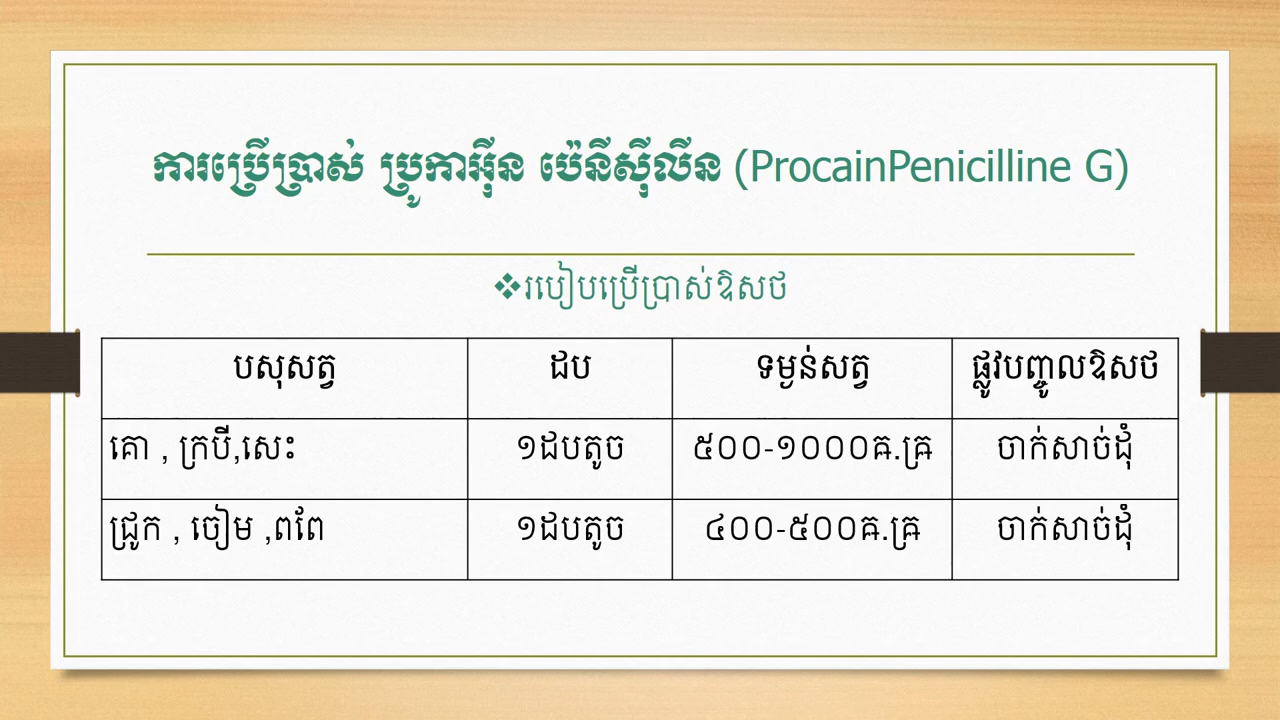 ការប្រើប្រាស់ ប្រូកាអ៊ីន ប៉េនីស៊ីលីន (ProcainPenicilline G)
❖របៀបប្រើប្រាស់ឱសថ
បសុសត្វ ដប ទម្ងន់សត្វ ផ្លូវបញ្ចូលឱសថ
គោ , ក្របី,សេះ ១ដបតូច ៥០០-១០០០គ.ក្រ ចាក់សាច់ដុំ
ជ្រូក , ចៀម ,ពពែ ១ដបតូច ៤០០-៥០០គ.ក្រ ចាក់សាច់ដុំ